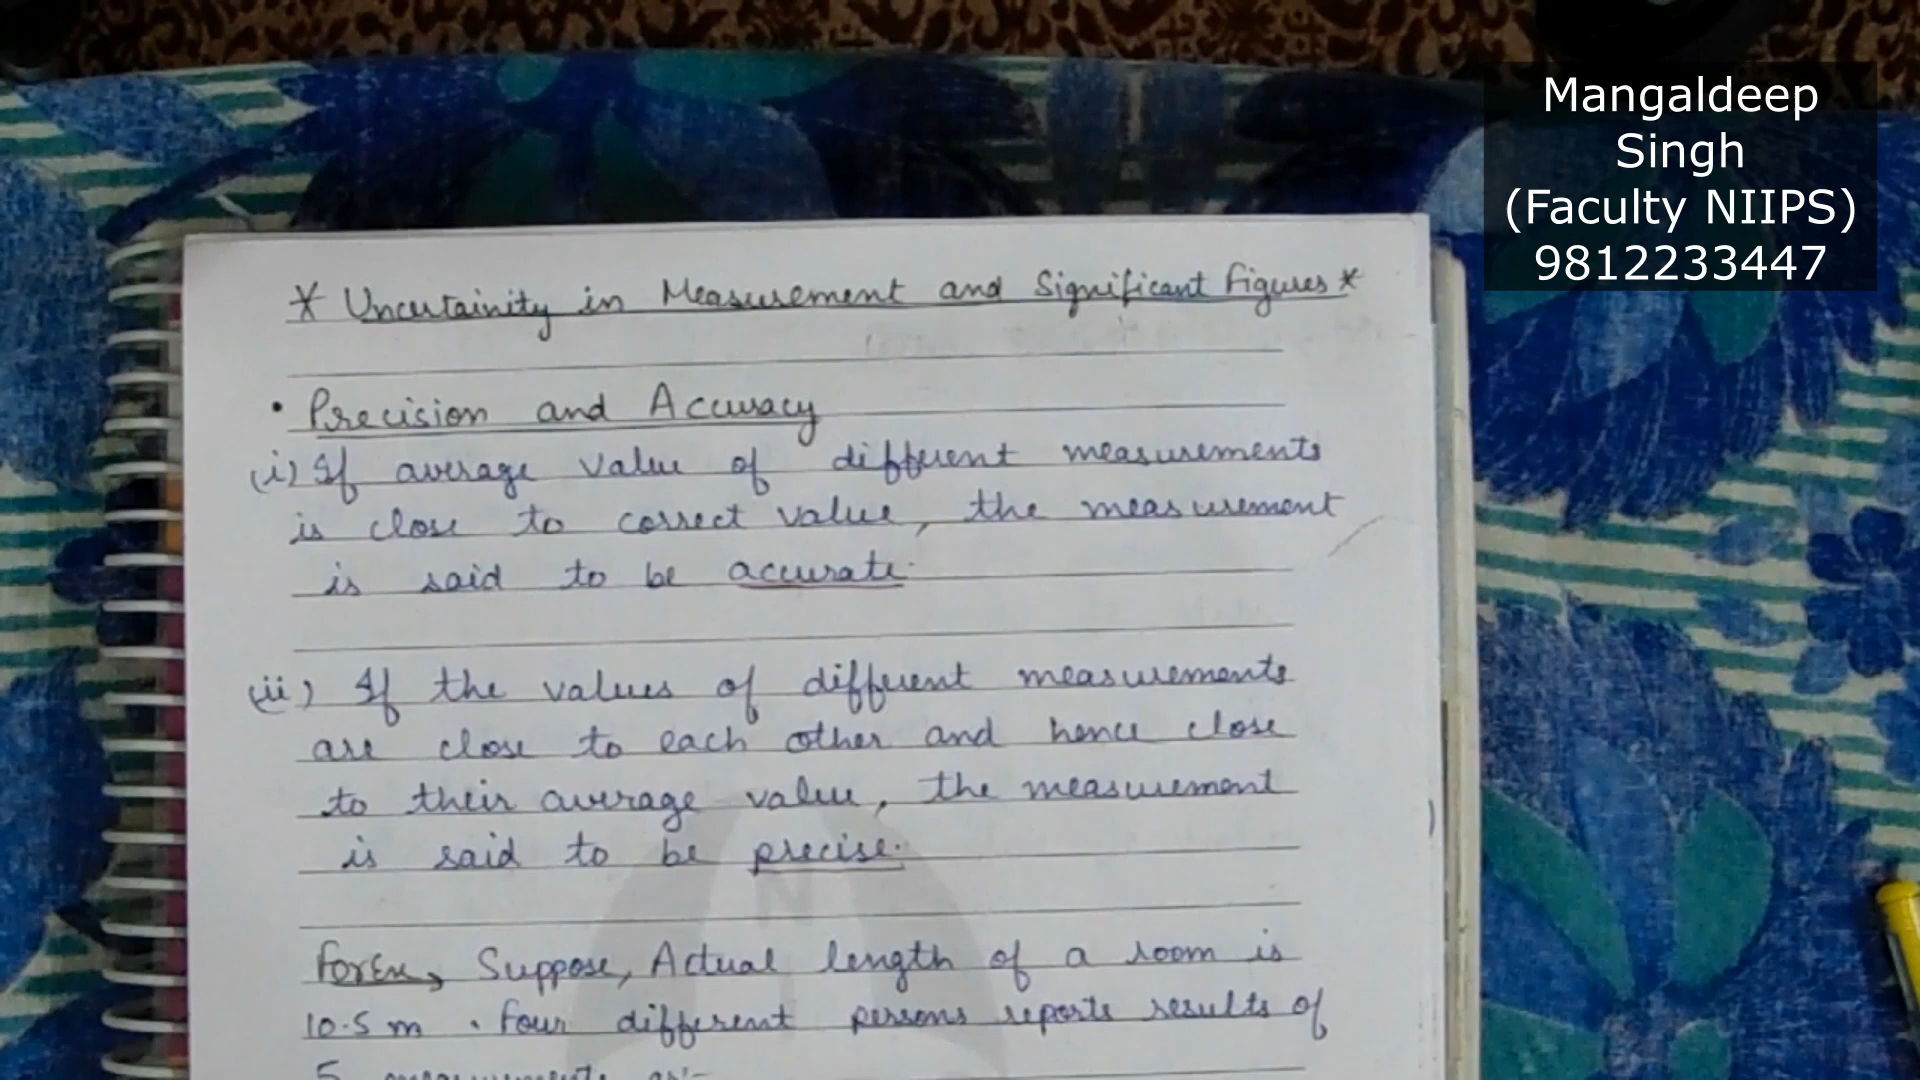 * Uncertainity in Measurement and Significant Figures *
• Precision and Accuracy
(i) If average value of different measurements
is close to correct value, the measurement
is said to be accurate.
(ii) If the values of different measurements
are close to each other and hence close
to their average value, the measurement
is said to be precise.
For Ex, Suppose, Actual length of a room is
10.5 m. Four different persons reports results of
5 measurements as:-
Mangaldeep
Singh
(Faculty NIIPS)
9812233447